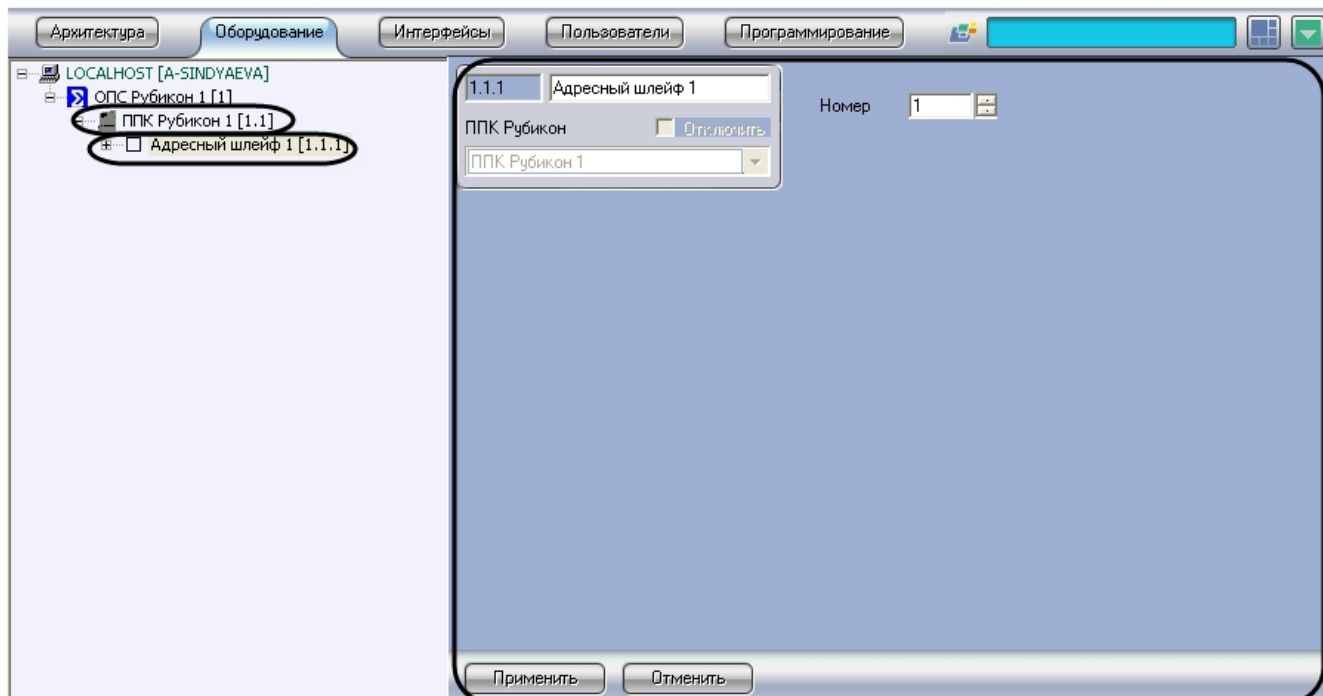 Архитектура Оборудование Интерфейсы Пользователи Программирование
LOCALHOST [A-SINDYAEVA]
ОПС Рубикон 1 [1]
ППК Рубикон 1 [1.1]
Адресный шлейф 1 [1.1.1]
1.1.1 Адресный шлейф 1
Номер 1
ППК Рубикон Отключить
ППК Рубикон 1
Применить Отменить